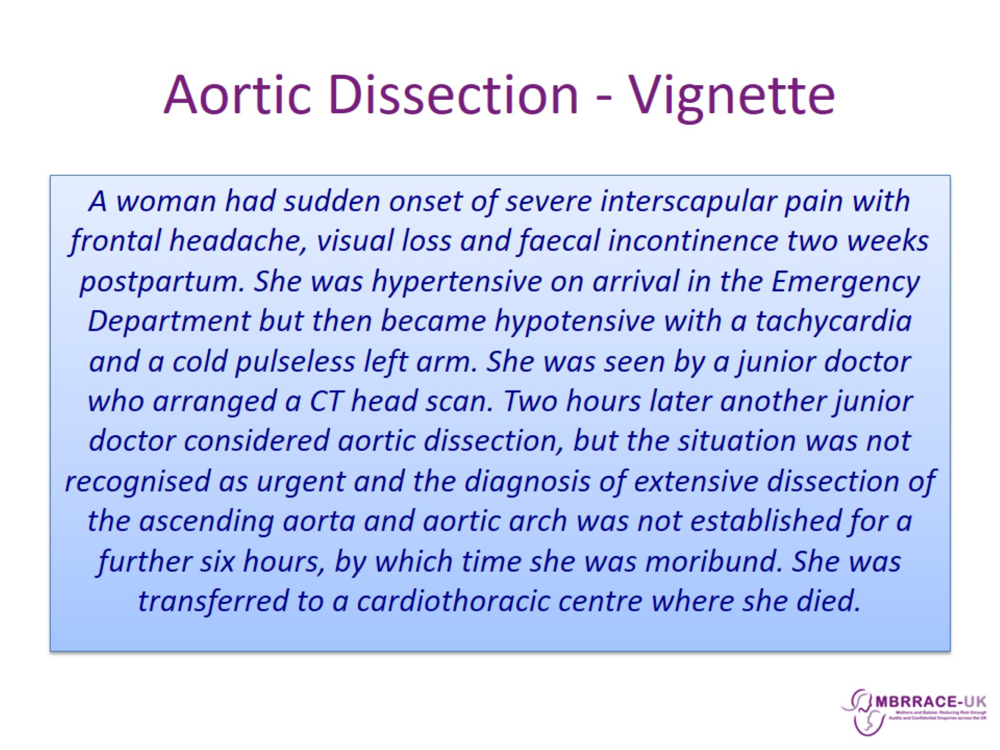 Aortic Dissection - Vignette
A woman had sudden onset of severe interscapular pain with
frontal headache, visual loss and faecal incontinence two weeks
postpartum. She was hypertensive on arrival in the Emergency
Department but then became hypotensive with a tachycardia
and a cold pulseless left arm. She was seen by a junior doctor
who arranged a CT head scan. Two hours later another junior
doctor considered aortic dissection, but the situation was not
recognised as urgent and the diagnosis of extensive dissection of
the ascending aorta and aortic arch was not established for a
further six hours, by which time she was moribund. She was
transferred to a cardiothoracic centre where she died.
MBRRACE-UK
Mothers and Babies: Reducing Risk through
Audits and Confidential Enquiries across the UK